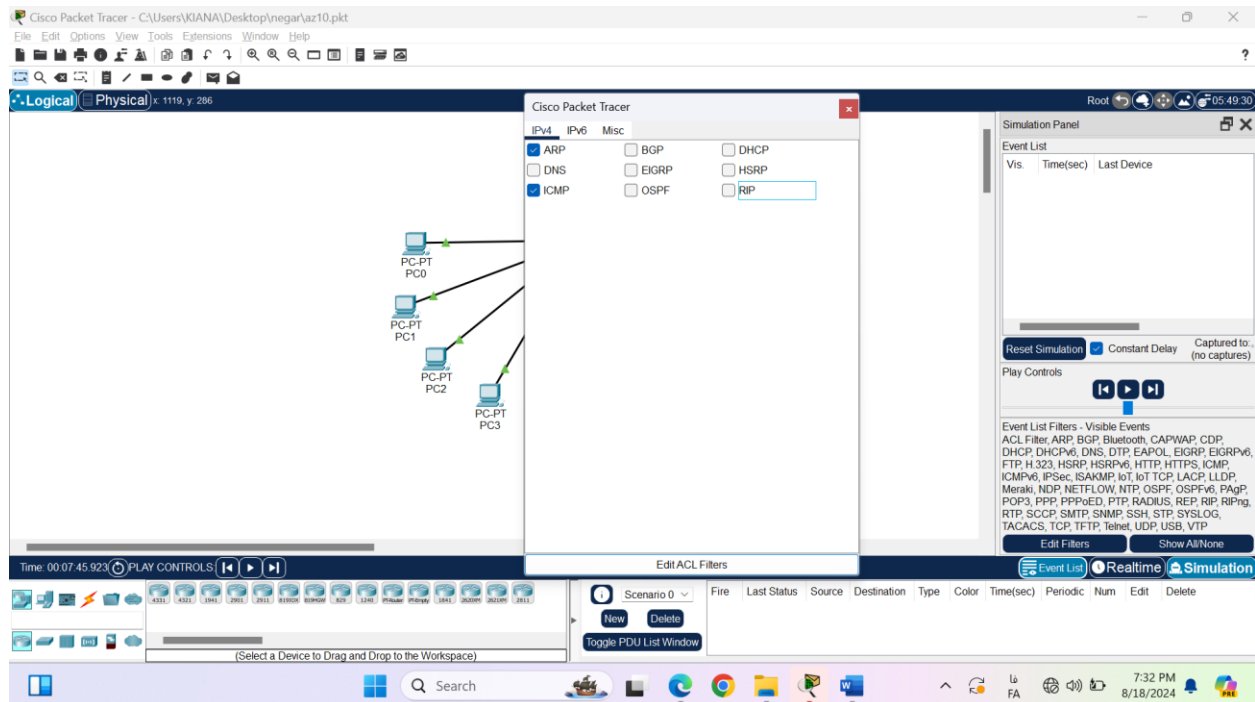 Cisco Packet Tracer - C:\Users\KIANA\Desktop\negar\az10.pkt
File Edit Options View Tools Extensions Window Help
?
Logical Physical x: 1119, y: 286
Root 05:49:30
Cisco Packet Tracer
IPv4 IPv6 Misc
ARP BGP DHCP
DNS EIGRP HSRP
ICMP OSPF RIP
Edit ACL Filters
PC-PT
PC0
PC-PT
PC1
PC-PT
PC2
PC-PT
PC3
Simulation Panel
Event List
Vis. Time(sec) Last Device
Reset Simulation Constant Delay Captured to:
(no captures)
Play Controls
Event List Filters - Visible Events
ACL Filter, ARP, BGP, Bluetooth, CAPWAP, CDP,
DHCP, DHCPv6, DNS, DTP, EAPOL, EIGRP, EIGRPv6,
FTP, H.323, HSRP, HSRPv6, HTTP, HTTPS, ICMP,
ICMPv6, IPSec, ISAKMP, IoT, IoT TCP, LACP, LLDP,
Meraki, NDP, NETFLOW, NTP, OSPF, OSPFv6, PAgP,
POP3, PPP, PPPoED, PTP, RADIUS, REP, RIP, RIPng,
RTP, SCCP, SMTP, SNMP, SSH, STP, SYSLOG,
TACACS, TCP, TFTP, Telnet, UDP, USB, VTP
Edit Filters Show All/None
Time: 00:07:45.923 PLAY CONTROLS:
Event List Realtime Simulation
4331 4321 1941 2901 2911 819IOX 819HGW 829 1240 PT-Router PT-Empty 1841 2620XM 2621XM 2811
(Select a Device to Drag and Drop to the Workspace)
Scenario 0
New Delete
Toggle PDU List Window
Fire Last Status Source Destination Type Color Time(sec) Periodic Num Edit Delete
Search
فا
FA
7:32 PM
8/18/2024
PRE